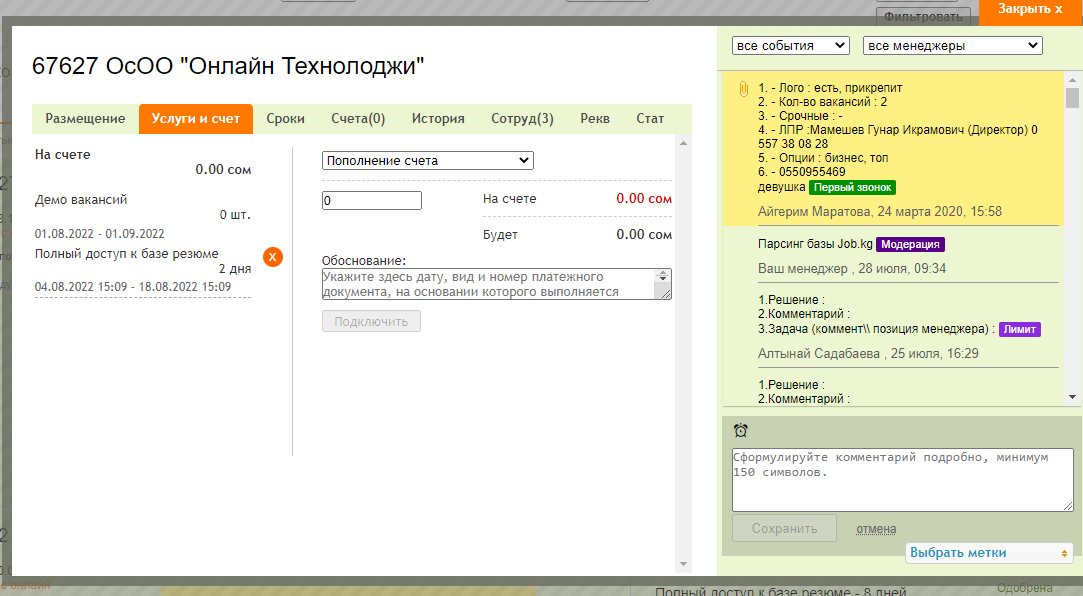 Фильтровать
Закрыть x
67627 ОсОО "Онлайн Технолоджи"
Размещение
Услуги и счет
Сроки
Счета(0)
История
Сотруд(3)
Рекв
Стат
На счете
0.00 сом
Демо вакансии
0 шт.
01.08.2022 - 01.09.2022
Полный доступ к базе резюме
X
2 дня
04.08.2022 15:09 - 18.08.2022 15:09
Пополнение счета
0
На счете
0.00 сом
Будет
0.00 сом
Обоснование:
Укажите здесь дату, вид и номер платежного
документа, на основании которого выполняется
Подключить
все события
все менеджеры
1. - Лого : есть, прикрепит
2. - Кол-во вакансий : 2
3. - Срочные : -
4. - ЛПР :Мамешев Гунар Икрамович (Директор) 0
557 38 08 28
5. - Опции : бизнес, топ
6. - 0550955469
девушка Первый звонок
Айгерим Маратова, 24 марта 2020, 15:58
Парсинг базы Job.kg Модерация
Ваш менеджер , 28 июля, 09:34
1.Решение :
2.Комментарий :
3.Задача (коммент\\ позиция менеджера) : Лимит
Алтынай Садабаева , 25 июля, 16:29
1.Решение :
2.Комментарий :
Сформулируйте комментарий подробно, минимум
150 символов.
Сохранить
отмена
Выбрать метки
онлайн
Полный доступ к базе резюме - 8 дней
Одобрена